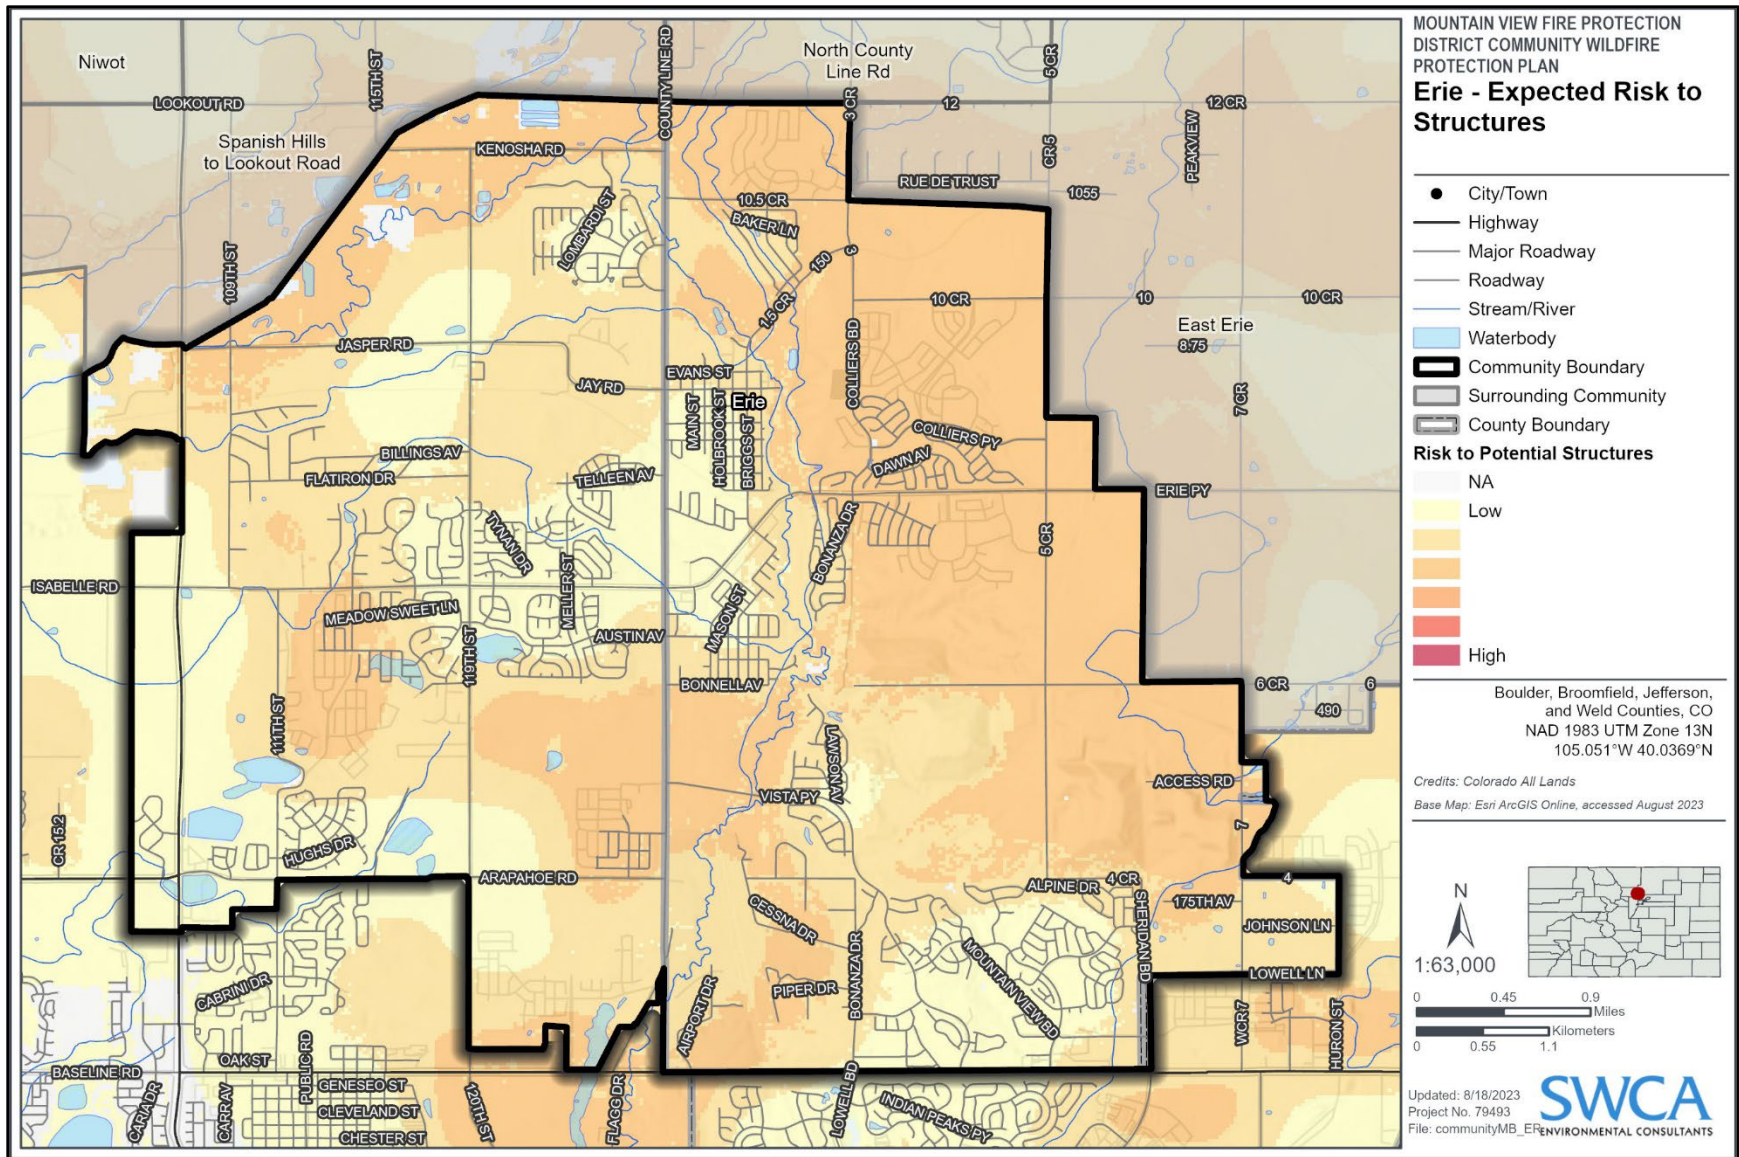 Niwot
North County
Line Rd
LOOKOUT RD
115TH ST
COUNTY LINE RD
5 CR
3 CR
12
12 CR
Spanish Hills
to Lookout Road
KENOSHA RD
CR 5
PEAKVIEW
RUE DE TRUST
1055
10.5 CR
BAKER LN
LOMBARDI ST
109TH ST
150
3
1.5 CR
10 CR
10
10 CR
East Erie
JASPER RD
8.75
COLLIERS BD
EVANS ST
JAY RD
7 CR
Erie
MAIN ST
HOLBROOK ST
BRIGGS ST
COLLIERS PY
BILLINGS AV
DAWN AV
FLATIRON DR
TELLEEN AV
ERIE PY
TYNAN DR
BONANZA DR
5 CR
ISABELLE RD
MELLER ST
MEADOW SWEET LN
MASON ST
AUSTIN AV
119TH ST
BONNELL AV
6 CR
6
490
111TH ST
LAWSON AV
ACCESS RD
VISTA PY
7
CR 15.2
HUGHS DR
ARAPAHOE RD
ALPINE DR
4 CR
4
175TH AV
SHERIDAN BD
CESSNA DR
JOHNSON LN
MOUNTAIN VIEW BD
LOWELL LN
CABRINI DR
AIRPORT DR
PIPER DR
BONANZA DR
WCR 7
HURON ST
PUBLIC RD
OAK ST
BASELINE RD
GENESEO ST
CANA DR
CARR AV
CLEVELAND ST
120TH ST
FLAGG DR
LOWELL BD
INDIAN PEAKS PY
CHESTER ST
MOUNTAIN VIEW FIRE PROTECTION
DISTRICT COMMUNITY WILDFIRE
PROTECTION PLAN
Erie - Expected Risk to
Structures
City/Town
Highway
Major Roadway
Roadway
Stream/River
Waterbody
Community Boundary
Surrounding Community
County Boundary
Risk to Potential Structures
NA
Low
High
Boulder, Broomfield, Jefferson,
and Weld Counties, CO
NAD 1983 UTM Zone 13N
105.051°W 40.0369°N
Credits: Colorado All Lands
Base Map: Esri ArcGIS Online, accessed August 2023
N
1:63,000
0 0.45 0.9
Miles
Kilometers
0 0.55 1.1
Updated: 8/18/2023
Project No. 79493
File: communityMB_ER
SWCA
ENVIRONMENTAL CONSULTANTS